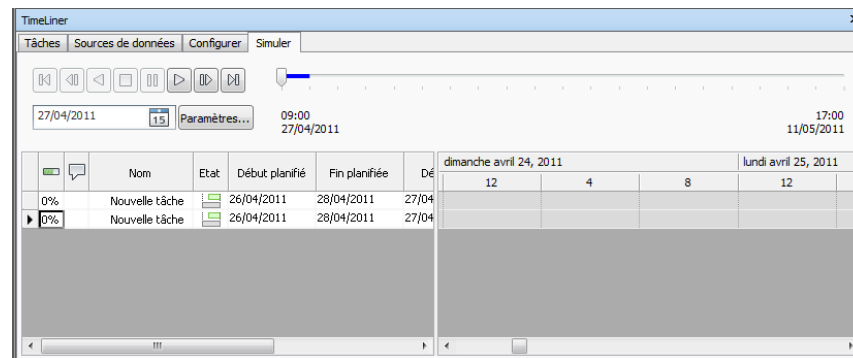 TimeLiner
Tâches Sources de données Configurer Simuler
27/04/2011 15 Paramètres... 09:00 17:00
27/04/2011 11/05/2011
Nom Etat Début planifié Fin planifiée Dé dimanche avril 24, 2011 lundi avril 25, 2011
12 4 8 12
0% Nouvelle tâche 26/04/2011 28/04/2011 27/04
0% Nouvelle tâche 26/04/2011 28/04/2011 27/04